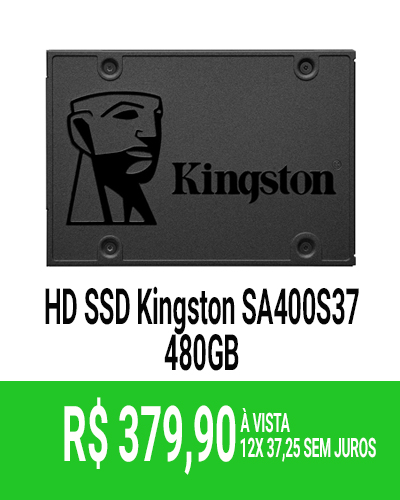 Kingston
HD SSD Kingston SA400S37
480GB
R$ 379,90 À VISTA
12X 37,25 SEM JUROS